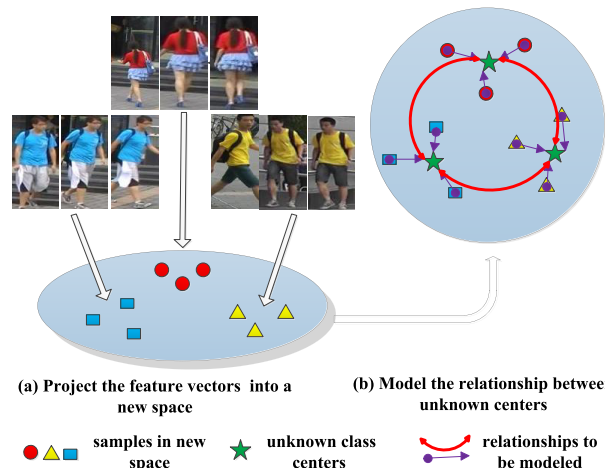 (a) Project the feature vectors into a
new space
(b) Model the relationship betwee
unknown centers
samples in new
space
unknown class
centers
relationships to
be modeled